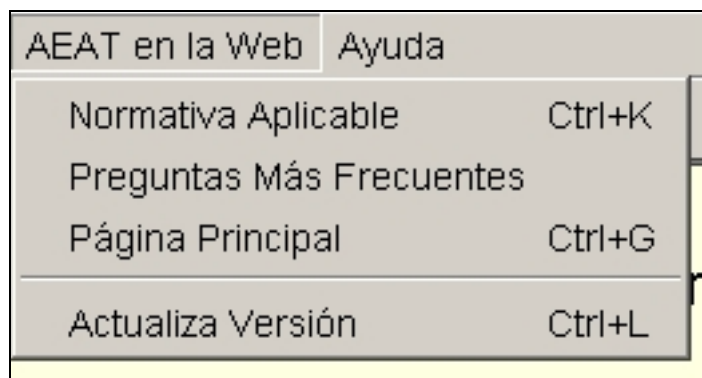 AEAT en la Web Ayuda
Normativa Aplicable Ctrl+K
Preguntas Más Frecuentes
Página Principal Ctrl+G
Actualiza Versión Ctrl+L